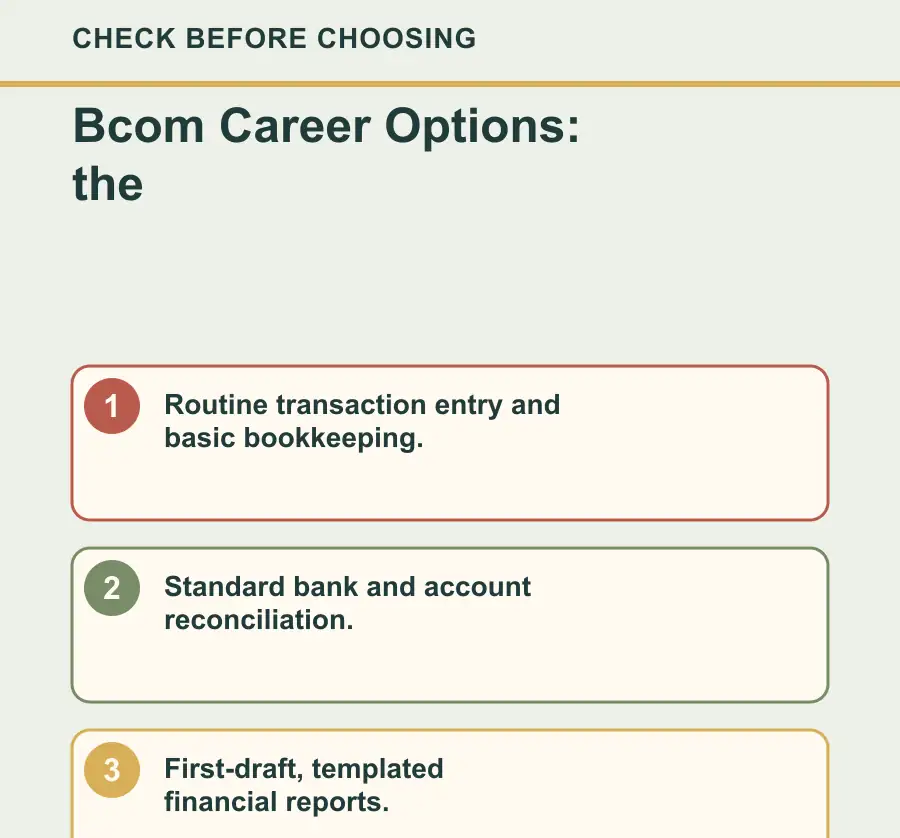 CHECK BEFORE CHOOSING
Bcom Career Options:
the
1
Routine transaction entry and
basic bookkeeping.
2
Standard bank and account
reconciliation.
3
First-draft, templated
financial reports.